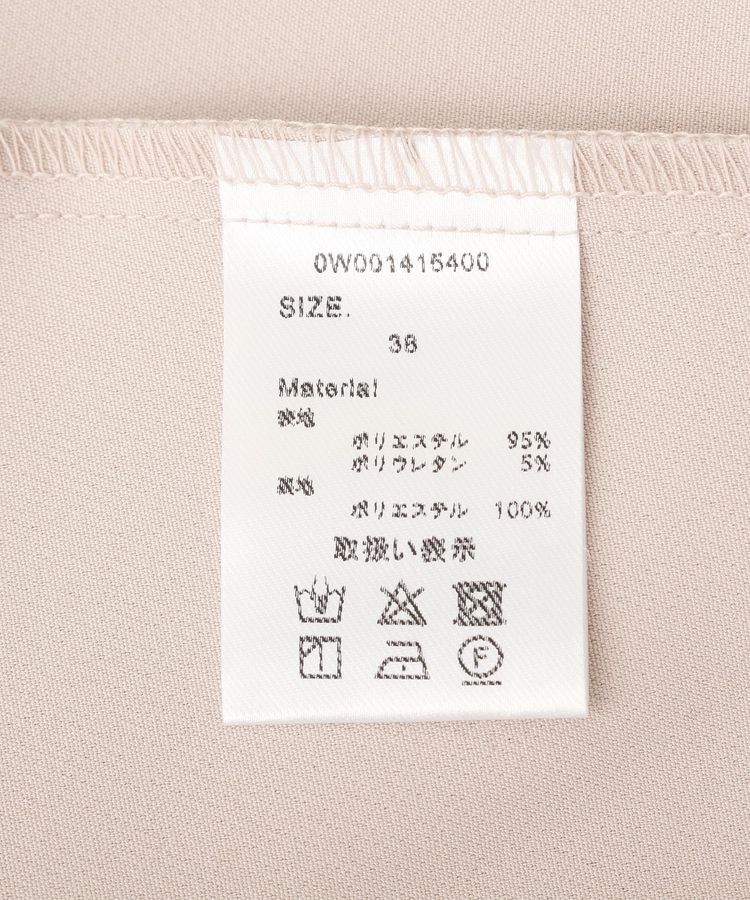 0W001415400
SIZE.
38
Material
表地
ポリエステル 95%
ポリウレタン 5%
裏地
ポリエステル 100%
取扱い表示
F